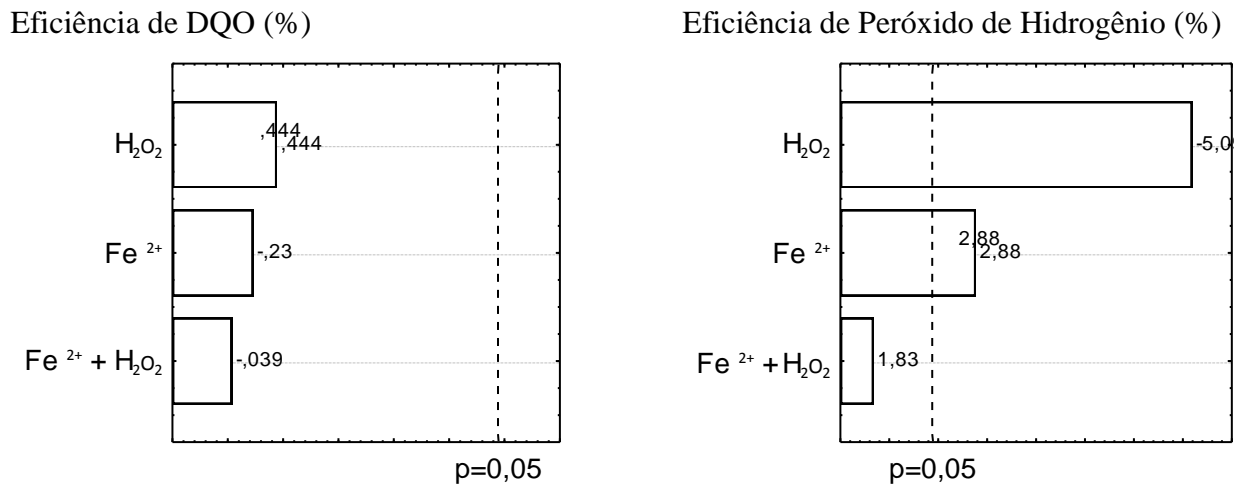 Eficiência de DQO (%)
H₂O₂
,444
,444
Fe ²⁺
-,23
Fe ²⁺ + H₂O₂
-,039
p=0,05
Eficiência de Peróxido de Hidrogênio (%)
H₂O₂
Fe ²⁺
2,88
2,88
Fe ²⁺ + H₂O₂
1,83
p=0,05